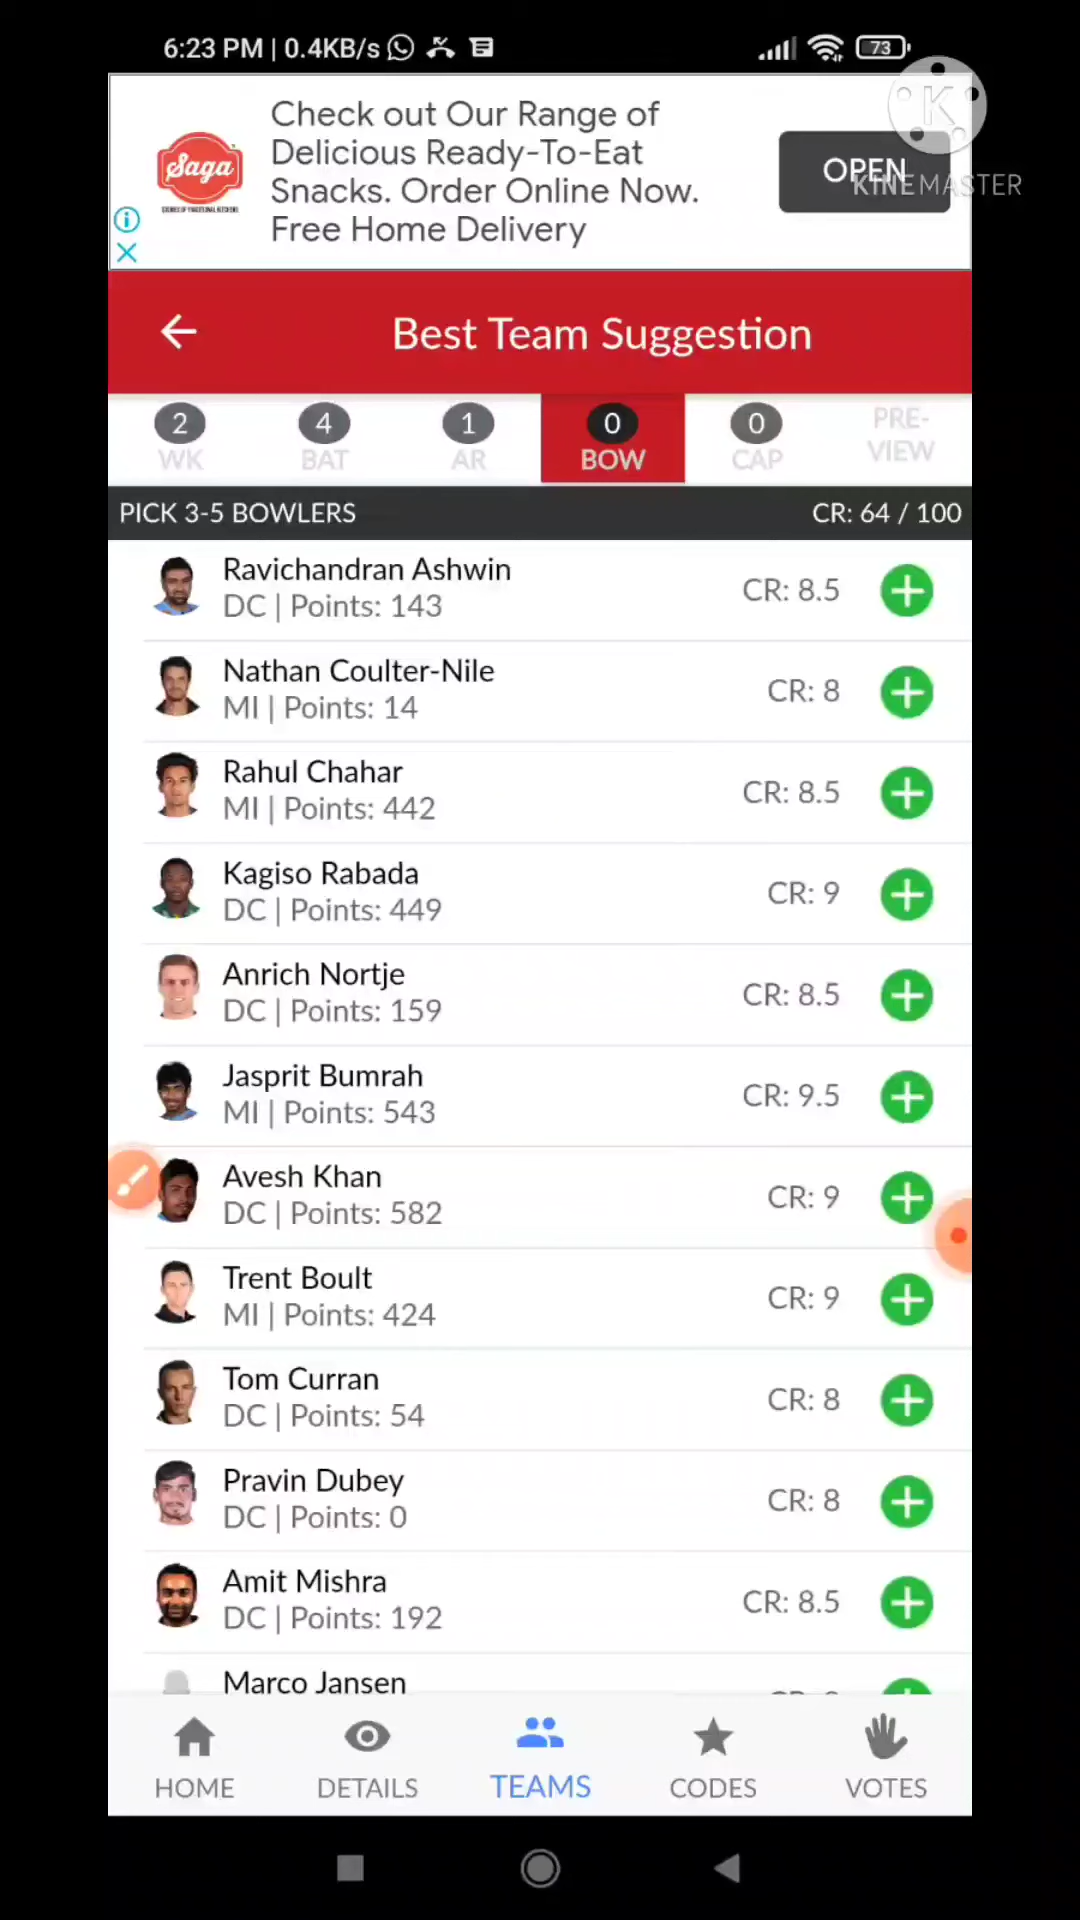 6:23 PM | 0.4KB/s
73
Check out Our Range of
Delicious Ready-To-Eat
Snacks. Order Online Now.
Free Home Delivery
Saga
OPEN
K
KINEMASTER
Best Team Suggestion
2 4 1 0 0 PRE-
WK BAT AR BOW CAP VIEW
PICK 3-5 BOWLERS CR: 64 / 100
Ravichandran Ashwin
DC | Points: 143 CR: 8.5
Nathan Coulter-Nile
MI | Points: 14 CR: 8
Rahul Chahar
MI | Points: 442 CR: 8.5
Kagiso Rabada
DC | Points: 449 CR: 9
Anrich Nortje
DC | Points: 159 CR: 8.5
Jasprit Bumrah
MI | Points: 543 CR: 9.5
Avesh Khan
DC | Points: 582 CR: 9
Trent Boult
MI | Points: 424 CR: 9
Tom Curran
DC | Points: 54 CR: 8
Pravin Dubey
DC | Points: 0 CR: 8
Amit Mishra
DC | Points: 192 CR: 8.5
Marco Jansen
HOME DETAILS TEAMS CODES VOTES